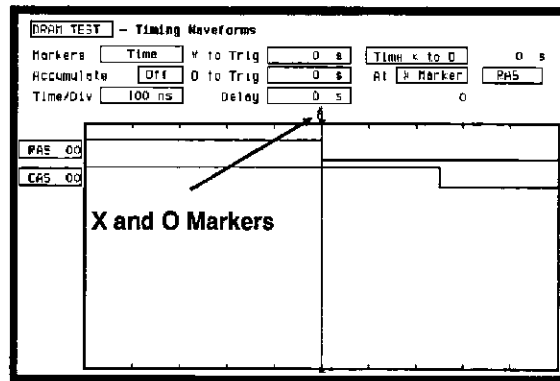 DRAM TEST – Timing Waveforms
Markers Time X to Trig 0 s Time X to O 0 s
Accumulate Off O to Trig 0 s At X Marker RAS
Time/Div 100 ns Delay 0 s 0
RAS 00
CAS 00
X and O Markers